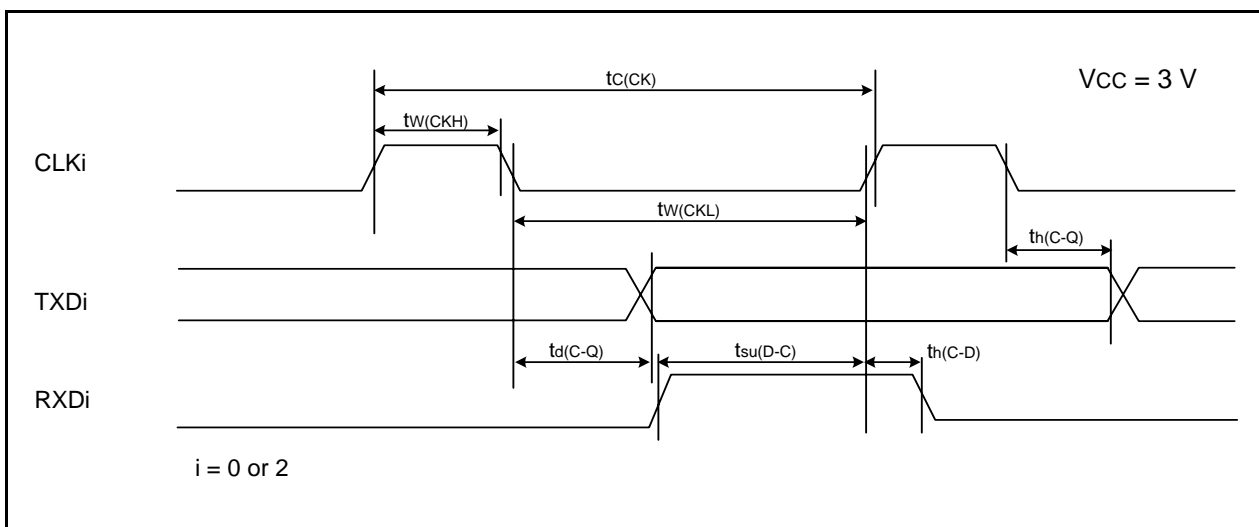 tC(CK)
VCC = 3 V
tW(CKH)
CLKi
tW(CKL)
th(C-Q)
TXDi
td(C-Q)
tsu(D-C)
th(C-D)
RXDi
i = 0 or 2